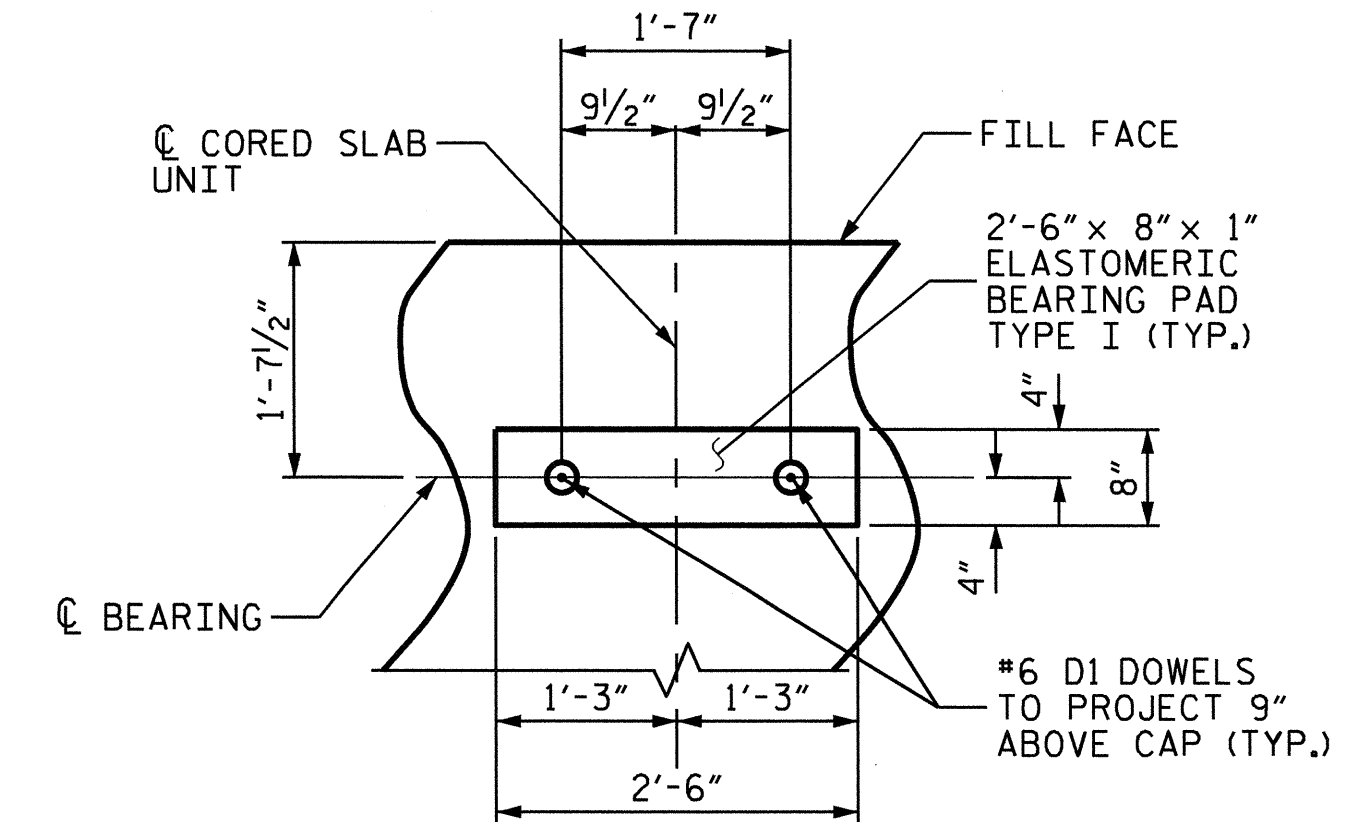 1'-7"
9½" 9½"
℄ CORED SLAB
UNIT
FILL FACE
2'-6" x 8" x 1"
ELASTOMERIC
BEARING PAD
TYPE I (TYP.)
1'-7½"
4"
8"
4"
℄ BEARING
#6 D1 DOWELS
TO PROJECT 9"
ABOVE CAP (TYP.)
1'-3" 1'-3"
2'-6"